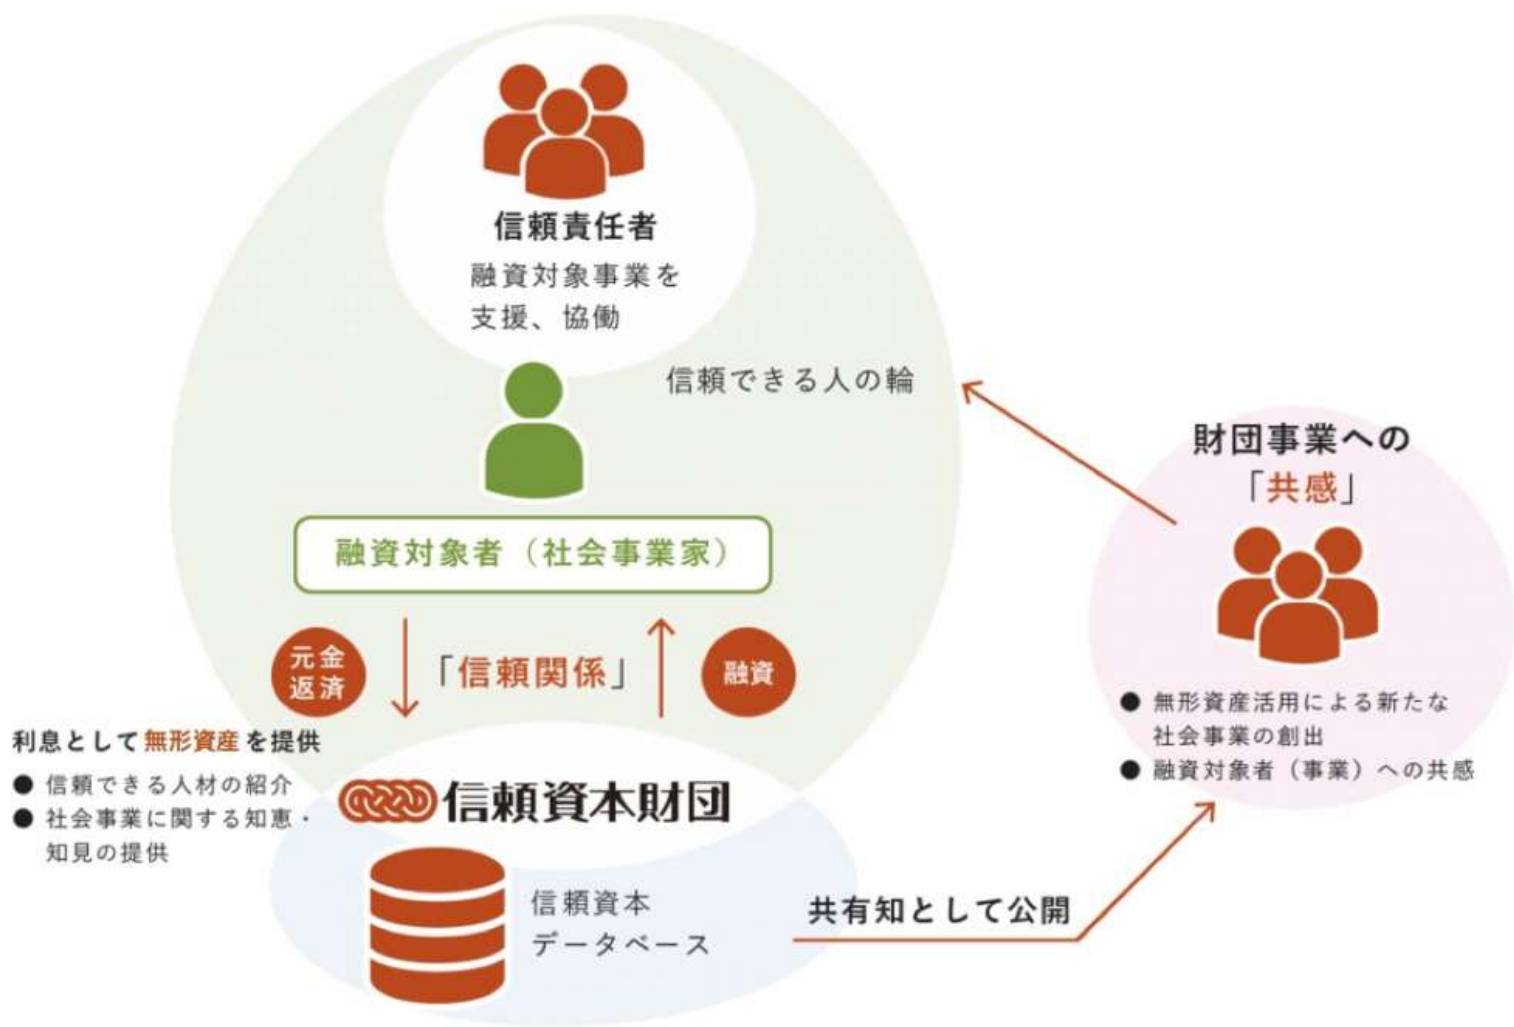 信頼責任者
融資対象事業を
支援、協働
信頼できる人の輪
融資対象者（社会事業家）
元金
返済
「信頼関係」
融資
利息として無形資産を提供
● 信頼できる人材の紹介
● 社会事業に関する知恵・
知見の提供
信頼資本財団
信頼資本
データベース
共有知として公開
財団事業への
「共感」
● 無形資産活用による新たな
社会事業の創出
● 融資対象者（事業）への共感